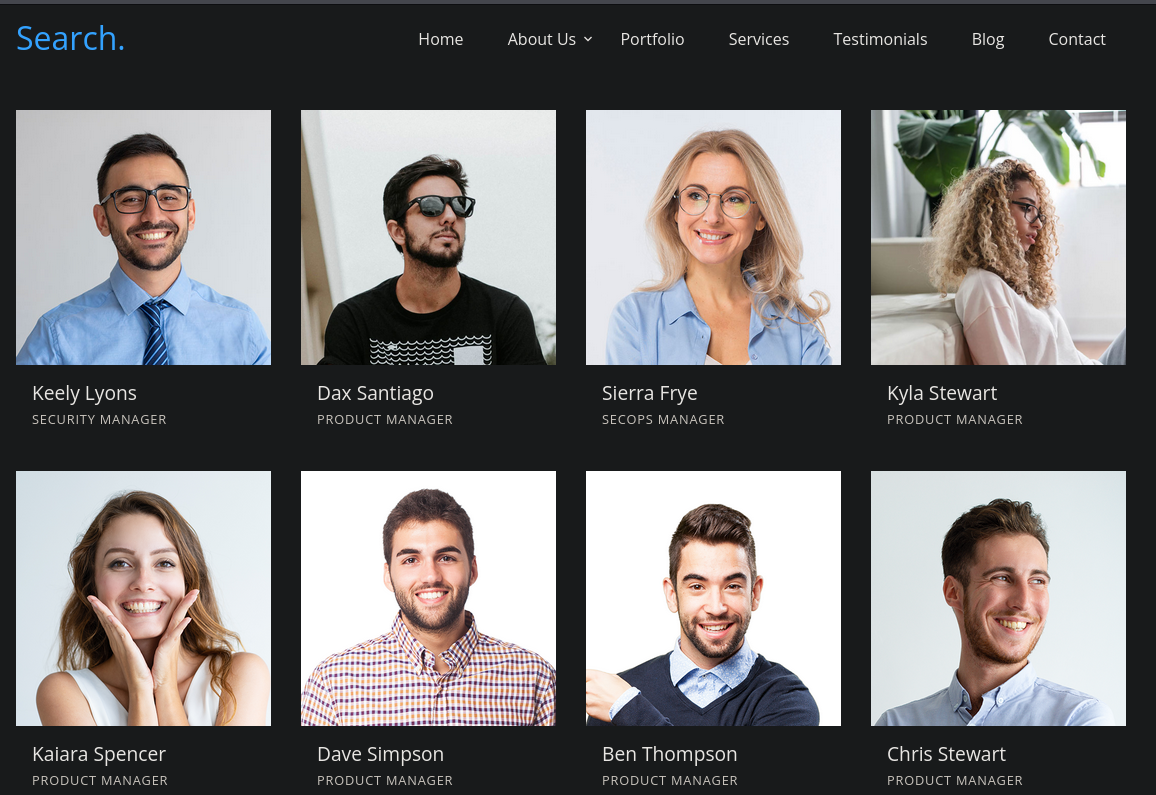 Search.
Home About Us Portfolio Services Testimonials Blog Contact
Keely Lyons
SECURITY MANAGER
Dax Santiago
PRODUCT MANAGER
Sierra Frye
SECOPS MANAGER
Kyla Stewart
PRODUCT MANAGER
Kaiara Spencer
PRODUCT MANAGER
Dave Simpson
PRODUCT MANAGER
Ben Thompson
PRODUCT MANAGER
Chris Stewart
PRODUCT MANAGER